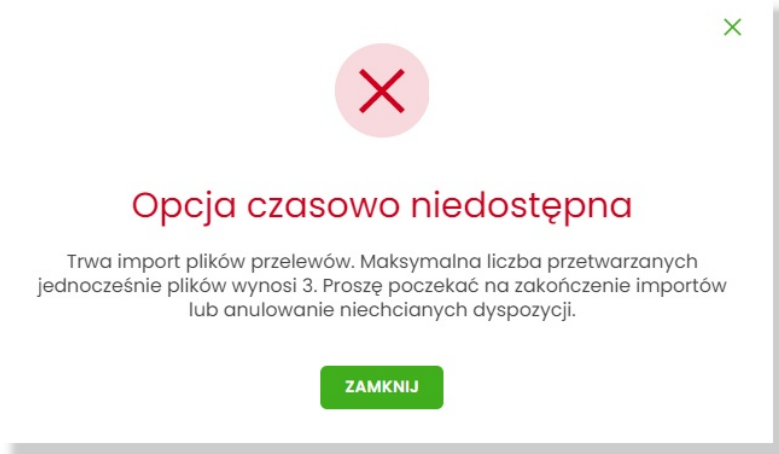 Opcja czasowo niedostępna
Trwa import plików przelewów. Maksymalna liczba przetwarzanych
jednocześnie plików wynosi 3. Proszę poczekać na zakończenie importów
lub anulowanie niechcianych dyspozycji.
ZAMKNIJ